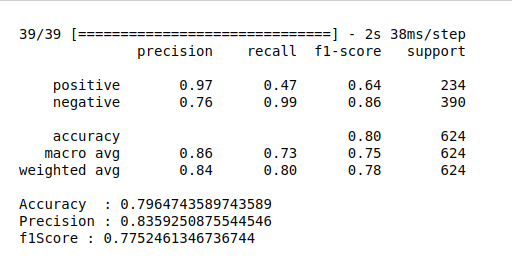 39/39 [==============================] - 2s 38ms/step
              precision    recall  f1-score   support

    positive       0.97      0.47      0.64       234
    negative       0.76      0.99      0.86       390

    accuracy                           0.80       624
   macro avg       0.86      0.73      0.75       624
weighted avg       0.84      0.80      0.78       624

Accuracy  : 0.7964743589743589
Precision : 0.8359250875544546
f1Score : 0.7752461346736744